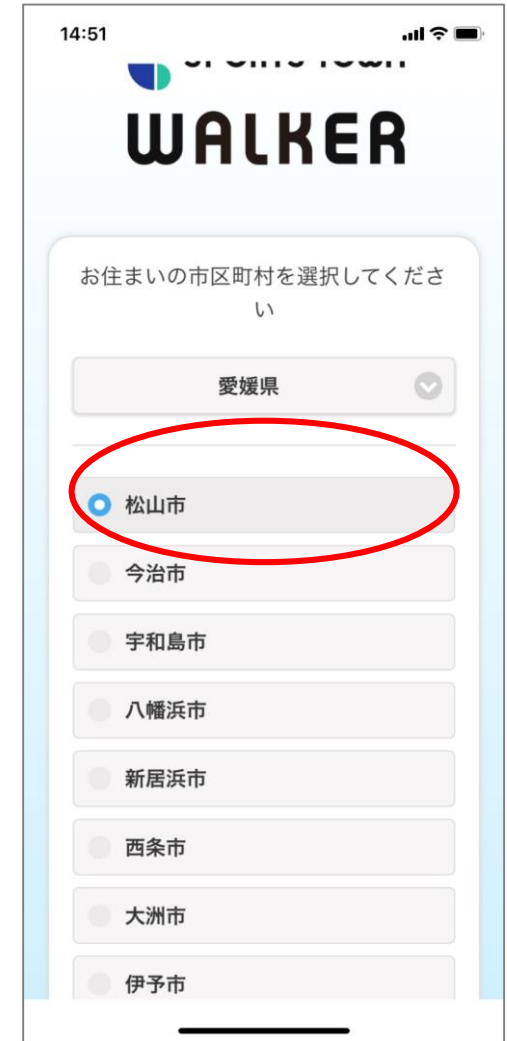 14:51
WALKER
お住まいの市区町村を選択してくださ
い
愛媛県
松山市
今治市
宇和島市
八幡浜市
新居浜市
西条市
大洲市
伊予市